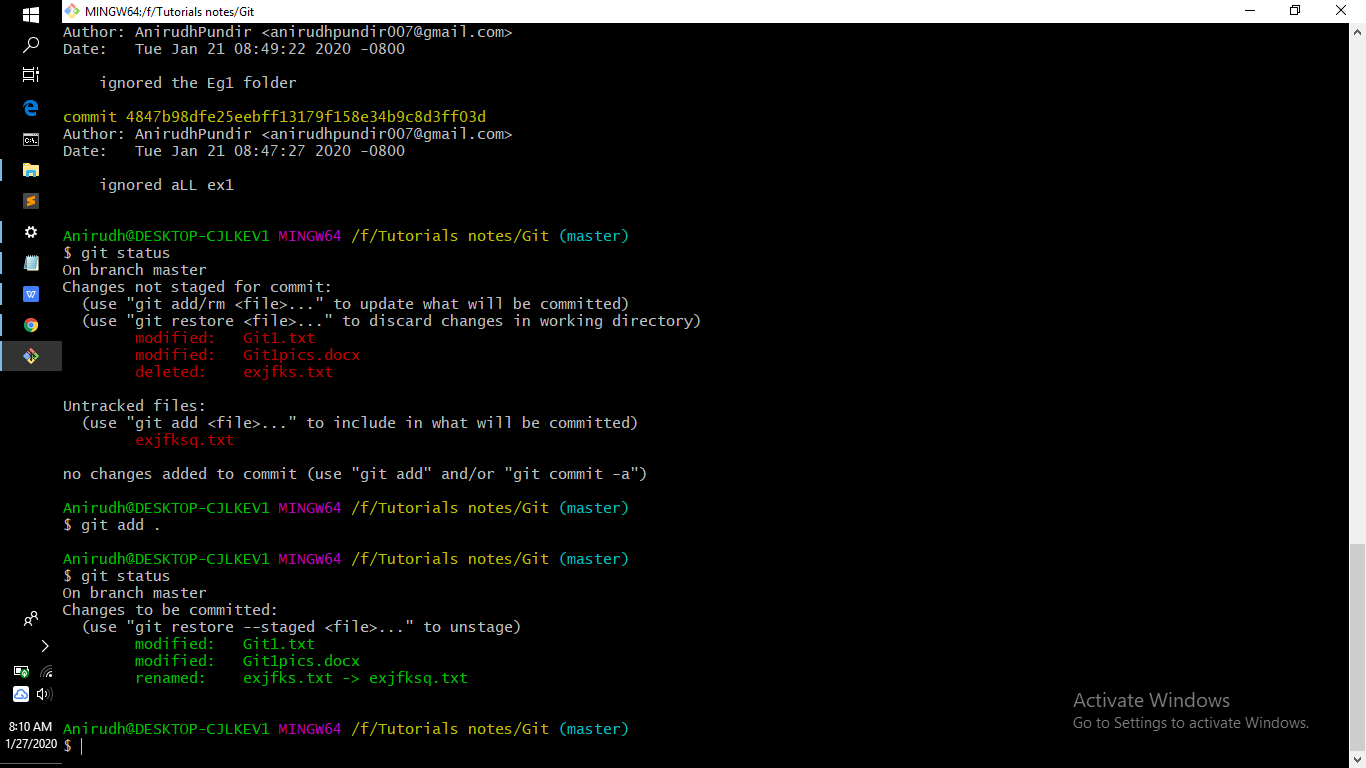 MINGW64:/f/Tutorials notes/Git
Author: AnirudhPundir <anirudhpundir007@gmail.com>
Date:   Tue Jan 21 08:49:22 2020 -0800
ignored the Eg1 folder
commit 4847b98dfe25eebff13179f158e34b9c8d3ff03d
Author: AnirudhPundir <anirudhpundir007@gmail.com>
Date:   Tue Jan 21 08:47:27 2020 -0800
ignored aLL ex1
Anirudh@DESKTOP-CJLKEV1 MINGW64 /f/Tutorials notes/Git (master)
$ git status
On branch master
Changes not staged for commit:
(use "git add/rm <file>..." to update what will be committed)
(use "git restore <file>..." to discard changes in working directory)
modified:   Git1.txt
modified:   Git1pics.docx
deleted:    exjfks.txt
Untracked files:
(use "git add <file>..." to include in what will be committed)
exjfksq.txt
no changes added to commit (use "git add" and/or "git commit -a")
Anirudh@DESKTOP-CJLKEV1 MINGW64 /f/Tutorials notes/Git (master)
$ git add .
Anirudh@DESKTOP-CJLKEV1 MINGW64 /f/Tutorials notes/Git (master)
$ git status
On branch master
Changes to be committed:
(use "git restore --staged <file>..." to unstage)
modified:   Git1.txt
modified:   Git1pics.docx
renamed:    exjfks.txt -> exjfksq.txt
Anirudh@DESKTOP-CJLKEV1 MINGW64 /f/Tutorials notes/Git (master)
$
Activate Windows
Go to Settings to activate Windows.
8:10 AM
1/27/2020